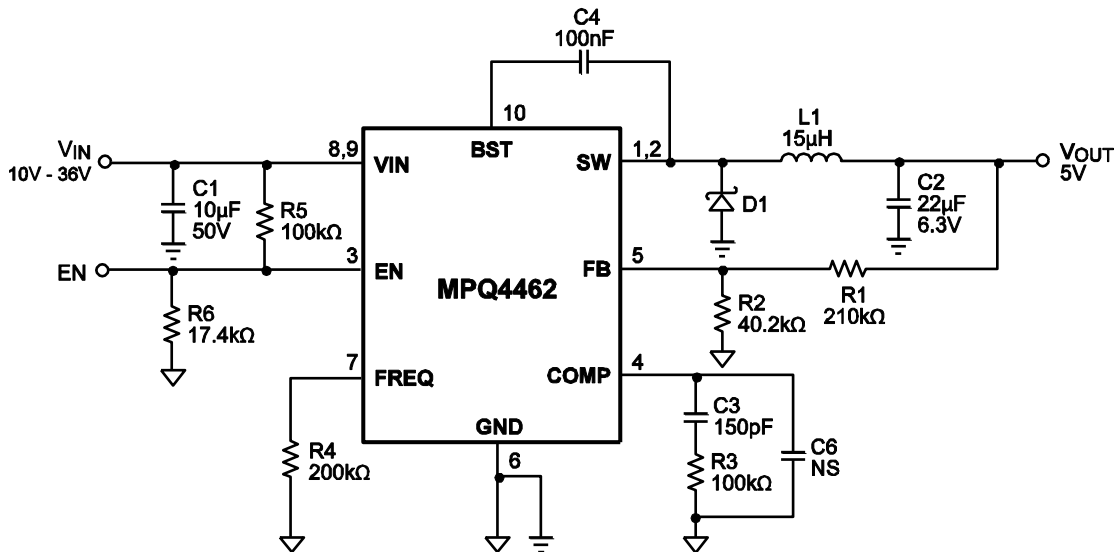 C4
100nF
10
BST
V_IN
10V - 36V
8,9
VIN
SW
1,2
L1
15µH
V_OUT
5V
C1
10µF
50V
R5
100kΩ
D1
C2
22µF
6.3V
EN
3
EN
FB
5
MPQ4462
R6
17.4kΩ
R2
40.2kΩ
R1
210kΩ
7
FREQ
COMP
4
R4
200kΩ
GND
6
C3
150pF
R3
100kΩ
C6
NS